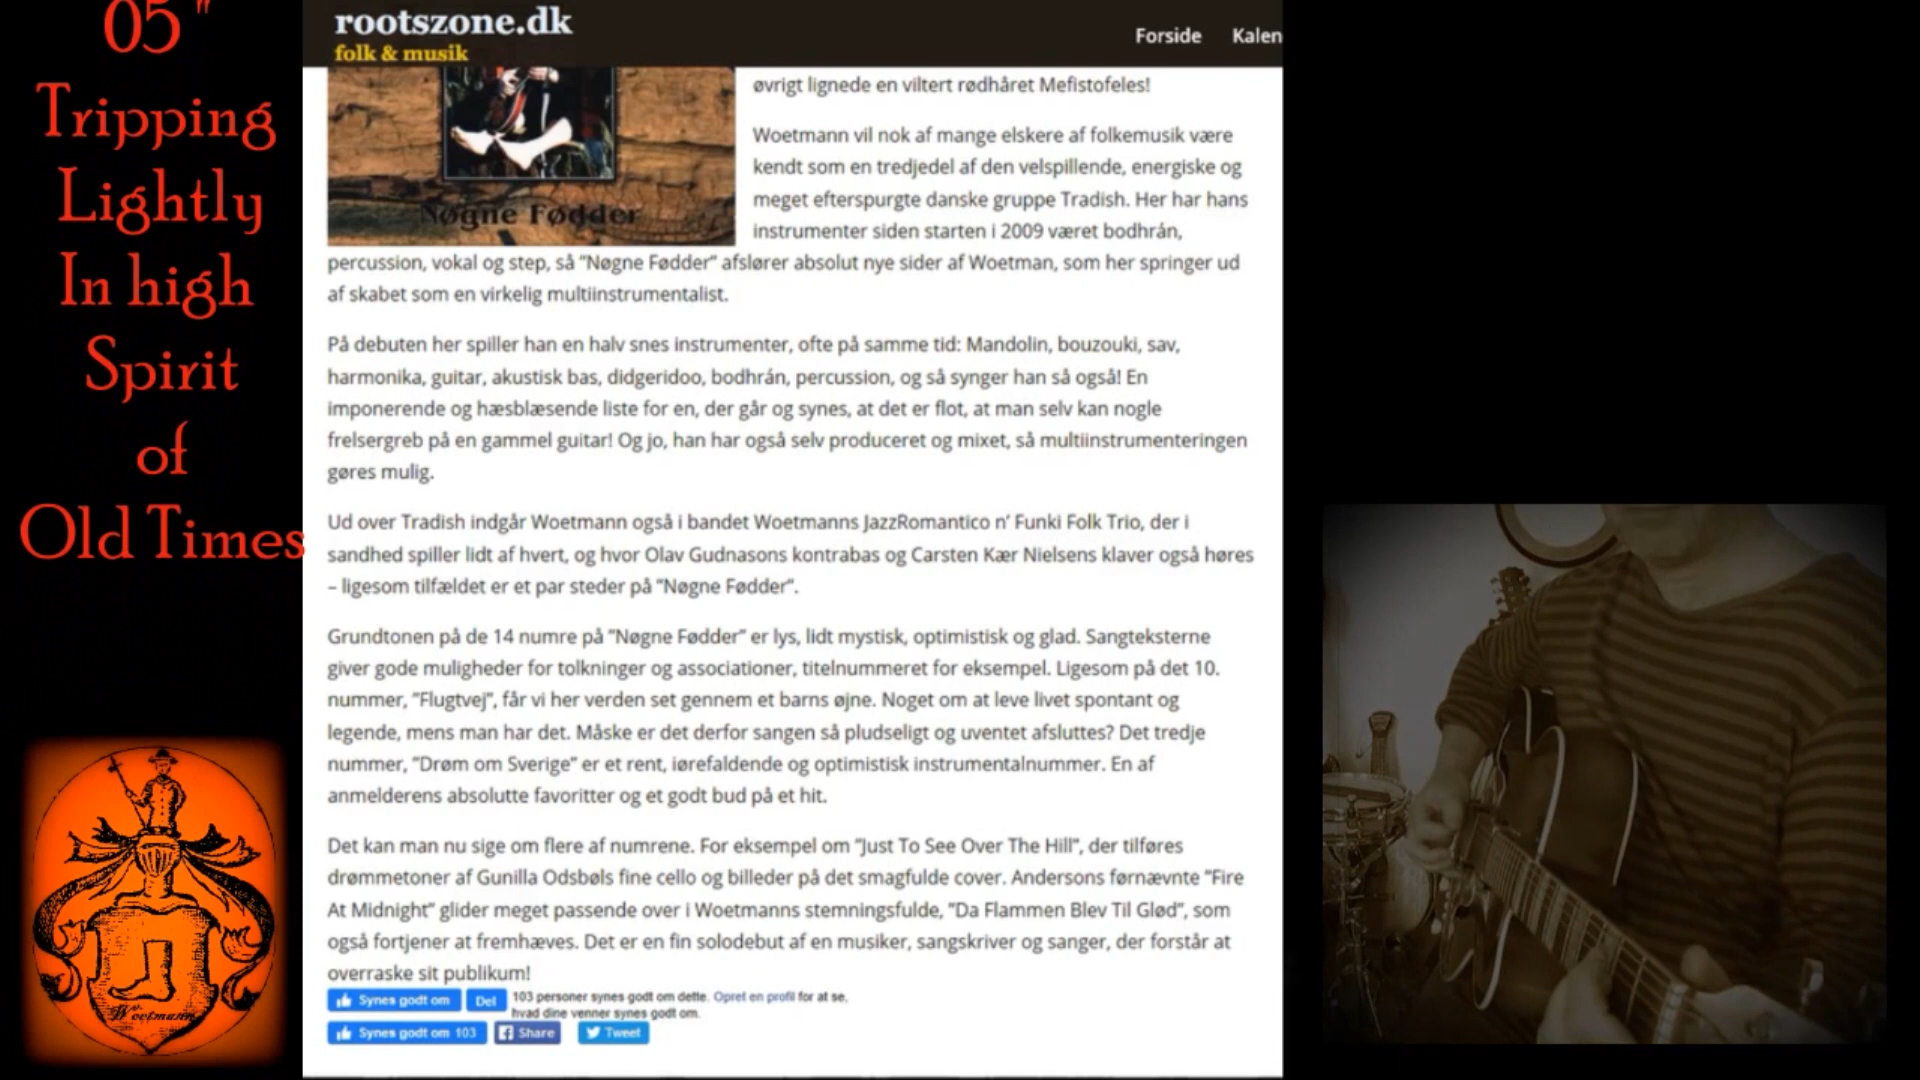 05"
Tripping
Lightly
In high
Spirit
of
Old Times
Woetmann
rootszone.dk
folk & musik
Forside Kalen
Nøgne Fødder
øvrigt lignede en viltert rødhåret Mefistofeles!
Woetmann vil nok af mange elskere af folkemusik være
kendt som en tredjedel af den velspillende, energiske og
meget efterspurgte danske gruppe Tradish. Her har hans
instrumenter siden starten i 2009 været bodhrán,
percussion, vokal og step, så “Nøgne Fødder” afslører absolut nye sider af Woetman, som her springer ud
af skabet som en virkelig multiinstrumentalist.
På debuten her spiller han en halv snes instrumenter, ofte på samme tid: Mandolin, bouzouki, sav,
harmonika, guitar, akustisk bas, didgeridoo, bodhrán, percussion, og så synger han så også! En
imponerende og hæsblæsende liste for en, der går og synes, at det er flot, at man selv kan nogle
frelsergreb på en gammel guitar! Og jo, han har også selv produceret og mixet, så multiinstrumenteringen
gøres mulig.
Ud over Tradish indgår Woetmann også i bandet Woetmanns JazzRomantico n’ Funki Folk Trio, der i
sandhed spiller lidt af hvert, og hvor Olav Gudnasons kontrabas og Carsten Kær Nielsens klaver også høres
– ligesom tilfældet er et par steder på “Nøgne Fødder”.
Grundtonen på de 14 numre på “Nøgne Fødder” er lys, lidt mystisk, optimistisk og glad. Sangteksterne
giver gode muligheder for tolkninger og associationer, titelnummeret for eksempel. Ligesom på det 10.
nummer, “Flugtvej”, får vi her verden set gennem et barns øjne. Noget om at leve livet spontant og
legende, mens man har det. Måske er det derfor sangen så pludseligt og uventet afsluttes? Det tredje
nummer, “Drøm om Sverige” er et rent, iørefaldende og optimistisk instrumentalnummer. En af
anmelderens absolutte favoritter og et godt bud på et hit.
Det kan man nu sige om flere af numrene. For eksempel om “Just To See Over The Hill”, der tilføres
drømmetoner af Gunilla Odsbøls fine cello og billeder på det smagfulde cover. Andersons førnævnte “Fire
At Midnight” glider meget passende over i Woetmanns stemningsfulde, “Da Flammen Blev Til Glød”, som
også fortjener at fremhæves. Det er en fin solodebut af en musiker, sangskriver og sanger, der forstår at
overraske sit publikum!
Synes godt om Del 103 personer synes godt om dette. Opret en profil for at se,
hvad dine venner synes godt om.
Synes godt om 103 Share Tweet